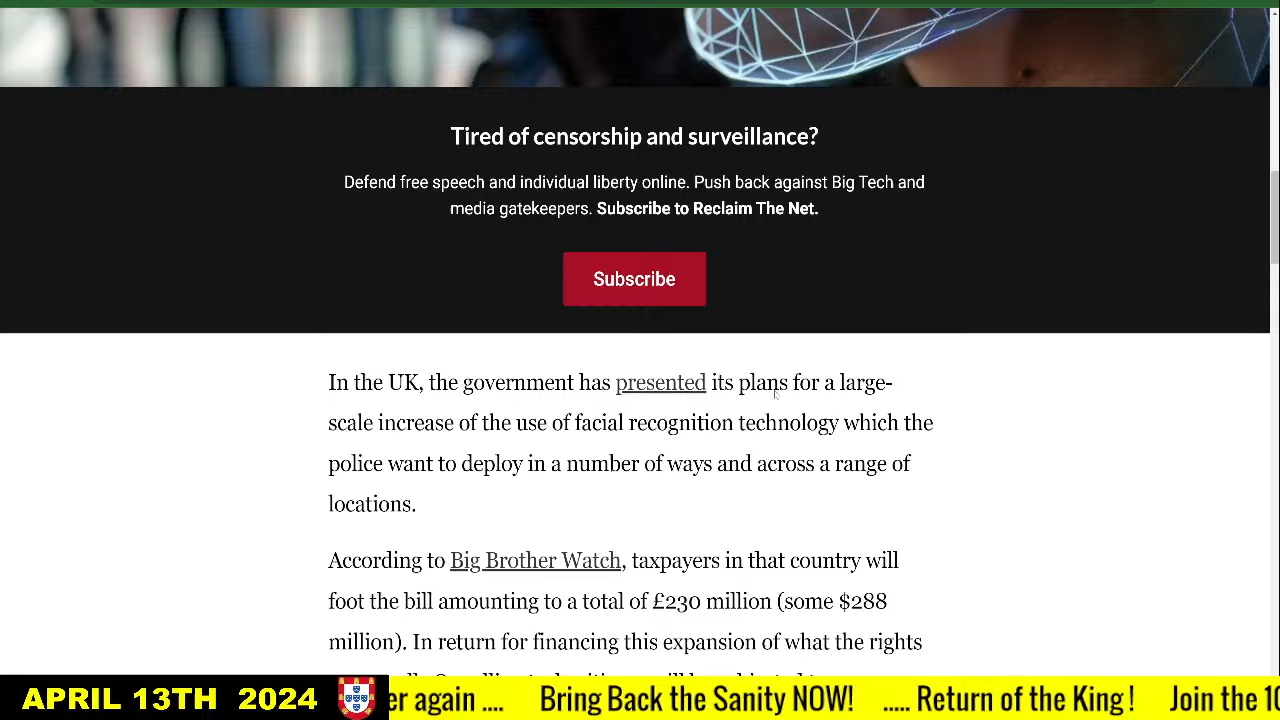 Tired of censorship and surveillance?
Defend free speech and individual liberty online. Push back against Big Tech and
media gatekeepers. Subscribe to Reclaim The Net.
Subscribe
In the UK, the government has presented its plans for a large-
scale increase of the use of facial recognition technology which the
police want to deploy in a number of ways and across a range of
locations.
According to Big Brother Watch, taxpayers in that country will
foot the bill amounting to a total of £230 million (some $288
million). In return for financing this expansion of what the rights
APRIL 13TH 2024 er again .... Bring Back the Sanity NOW! ..... Return of the King ! Join the